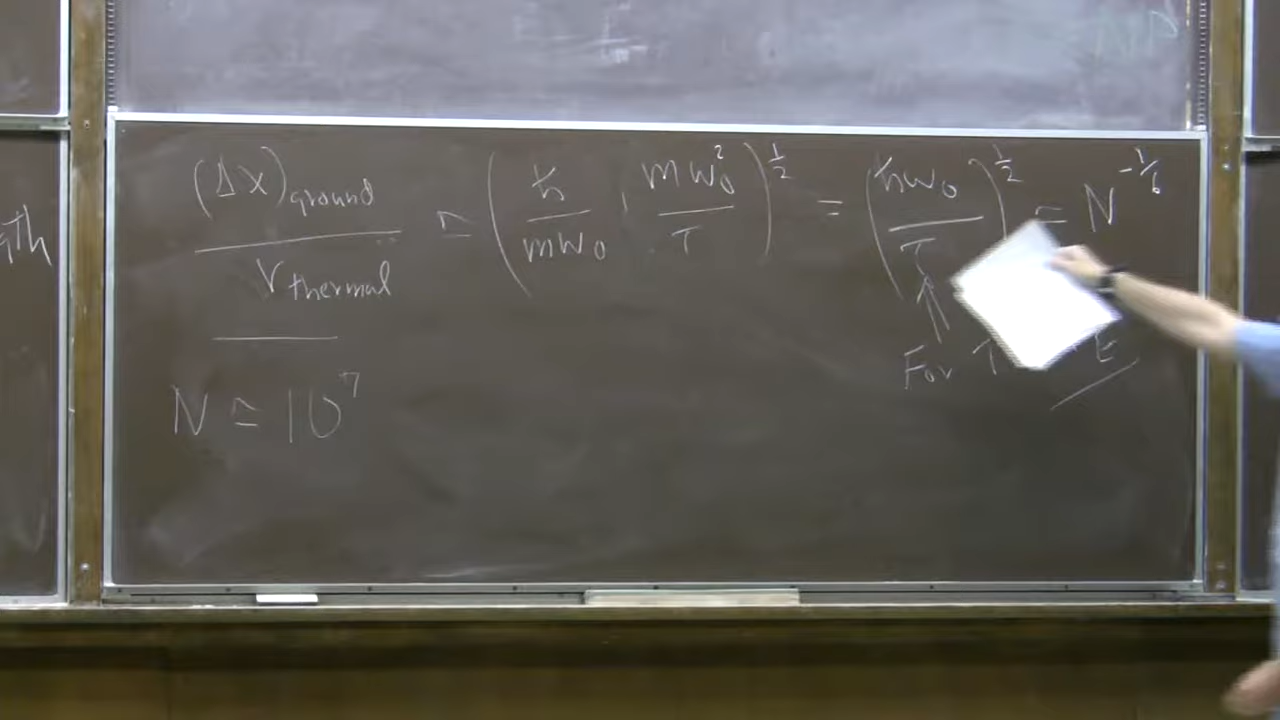 (Δx)ground / r thermal ≃ (ħ / mω₀ · mω₀² / T)^½ = (ħω₀ / T)^½ = N^-1/6
↑
For T E
N ≃ 10⁷